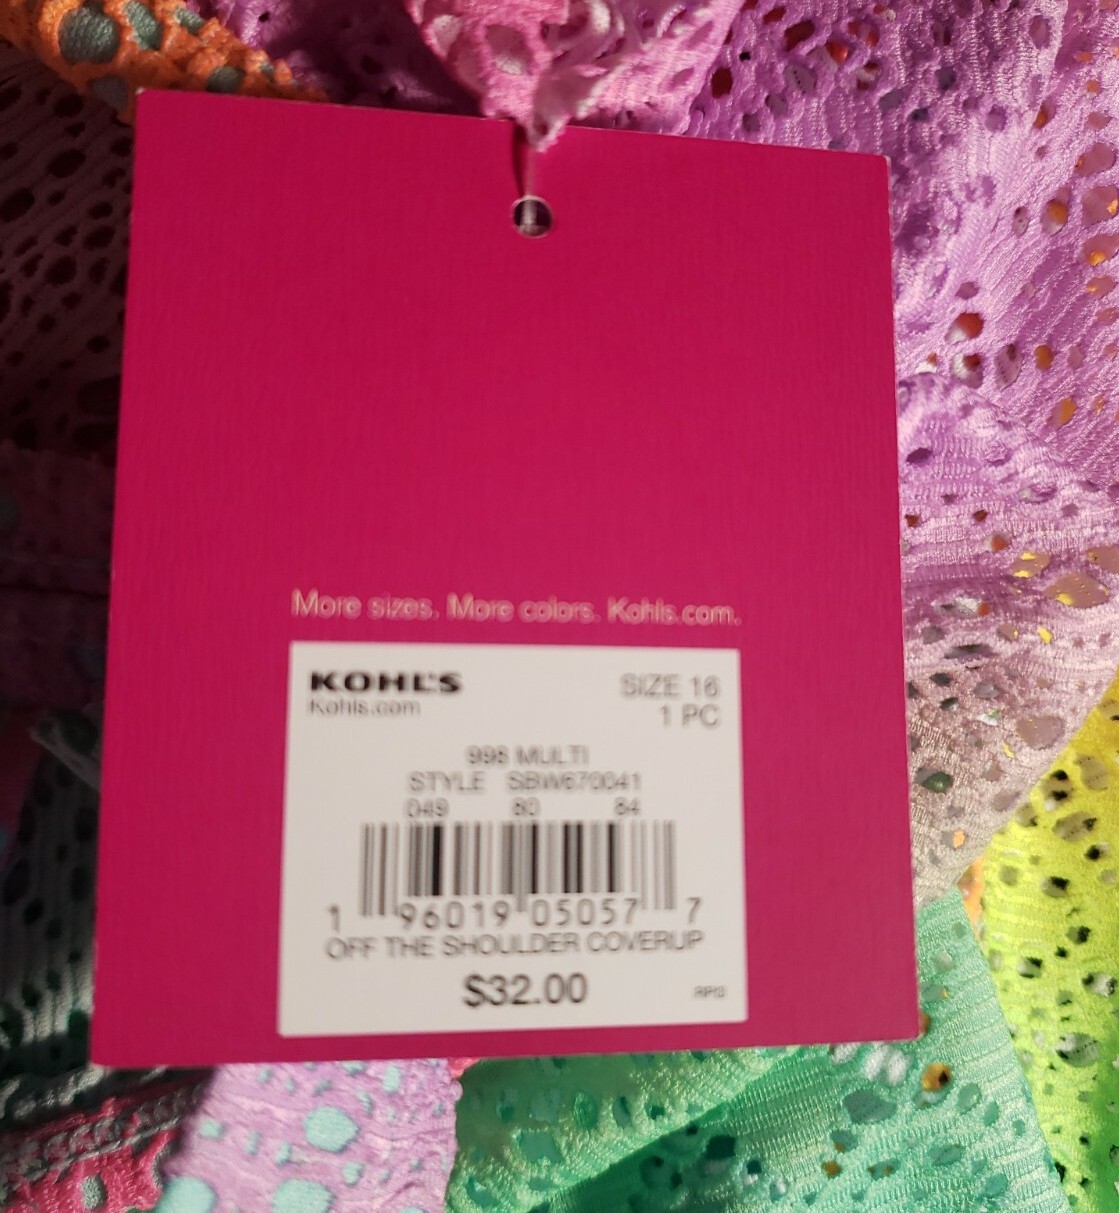 More sizes. More colors. Kohls.com.
KOHL'S
SIZE 16
Kohls.com
1 PC
998 MULTI
STYLE SBW670041
049 80 84
1 96019 05057 7
OFF THE SHOULDER COVERUP
$32.00